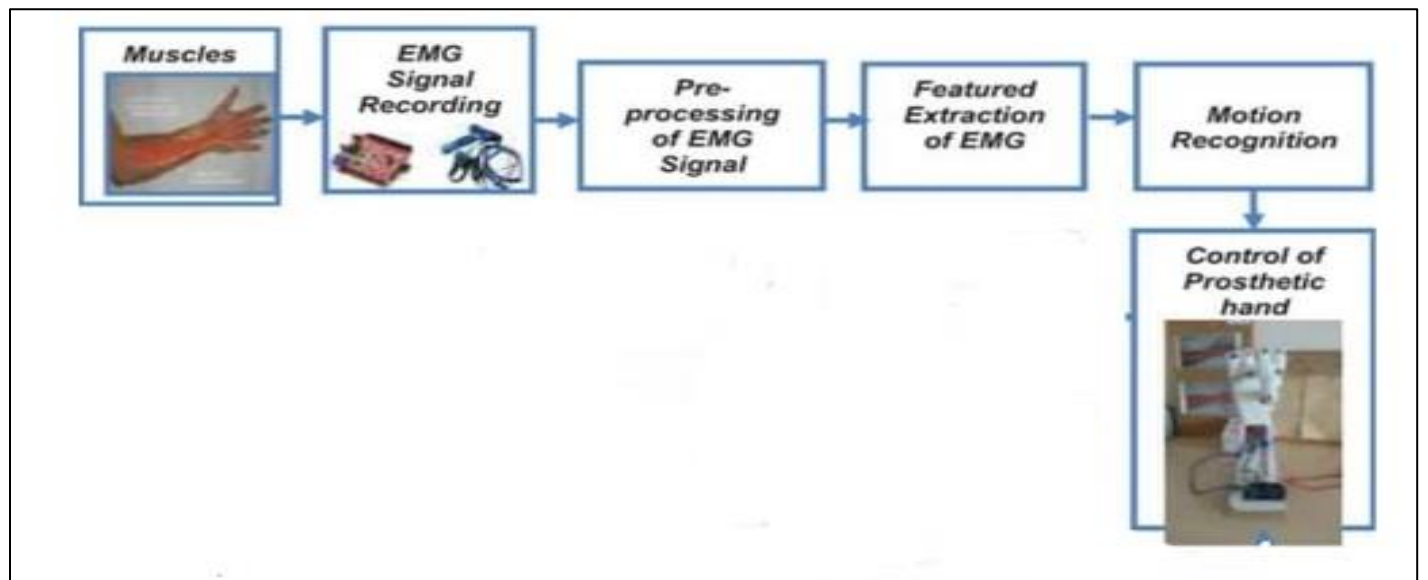 Muscles
EMG
Signal
Recording
Pre-
processing
of EMG
Signal
Featured
Extraction
of EMG
Motion
Recognition
Control of
Prosthetic
hand